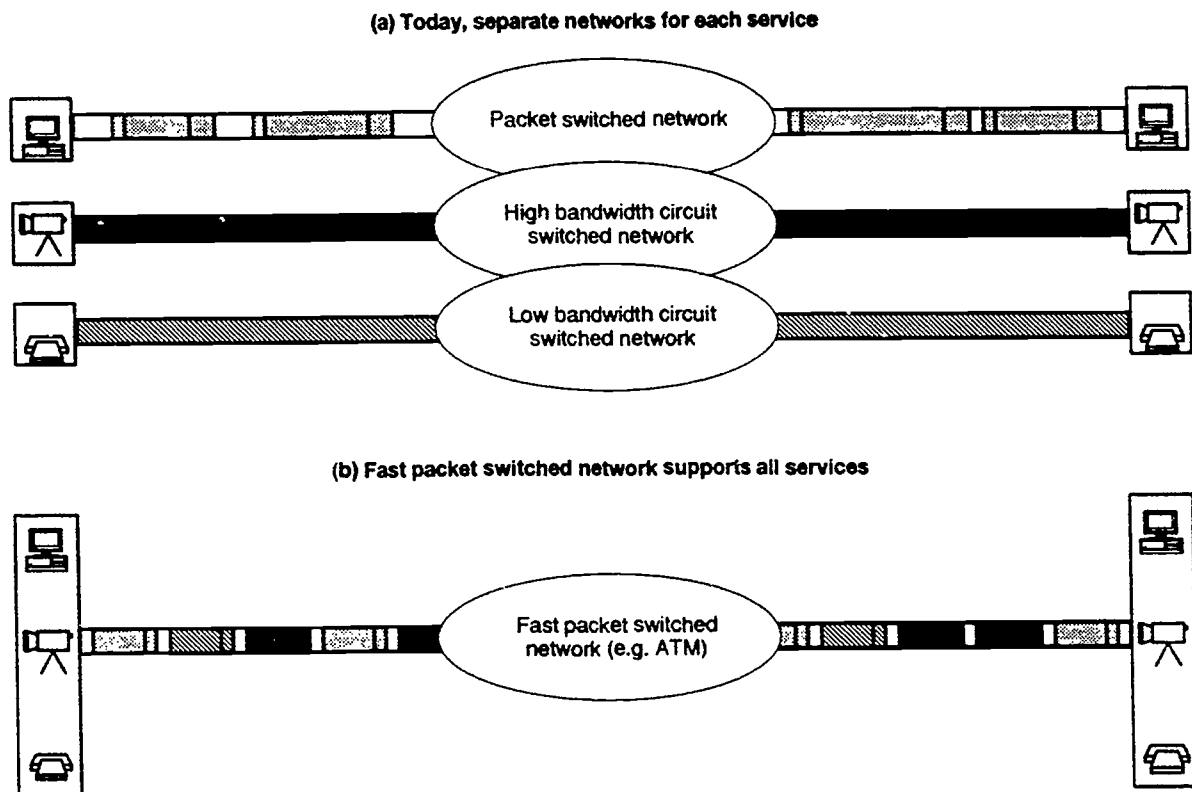 (a) Today, separate networks for each service
Packet switched network
High bandwidth circuit
switched network
Low bandwidth circuit
switched network
(b) Fast packet switched network supports all services
Fast packet switched
network (e.g. ATM)